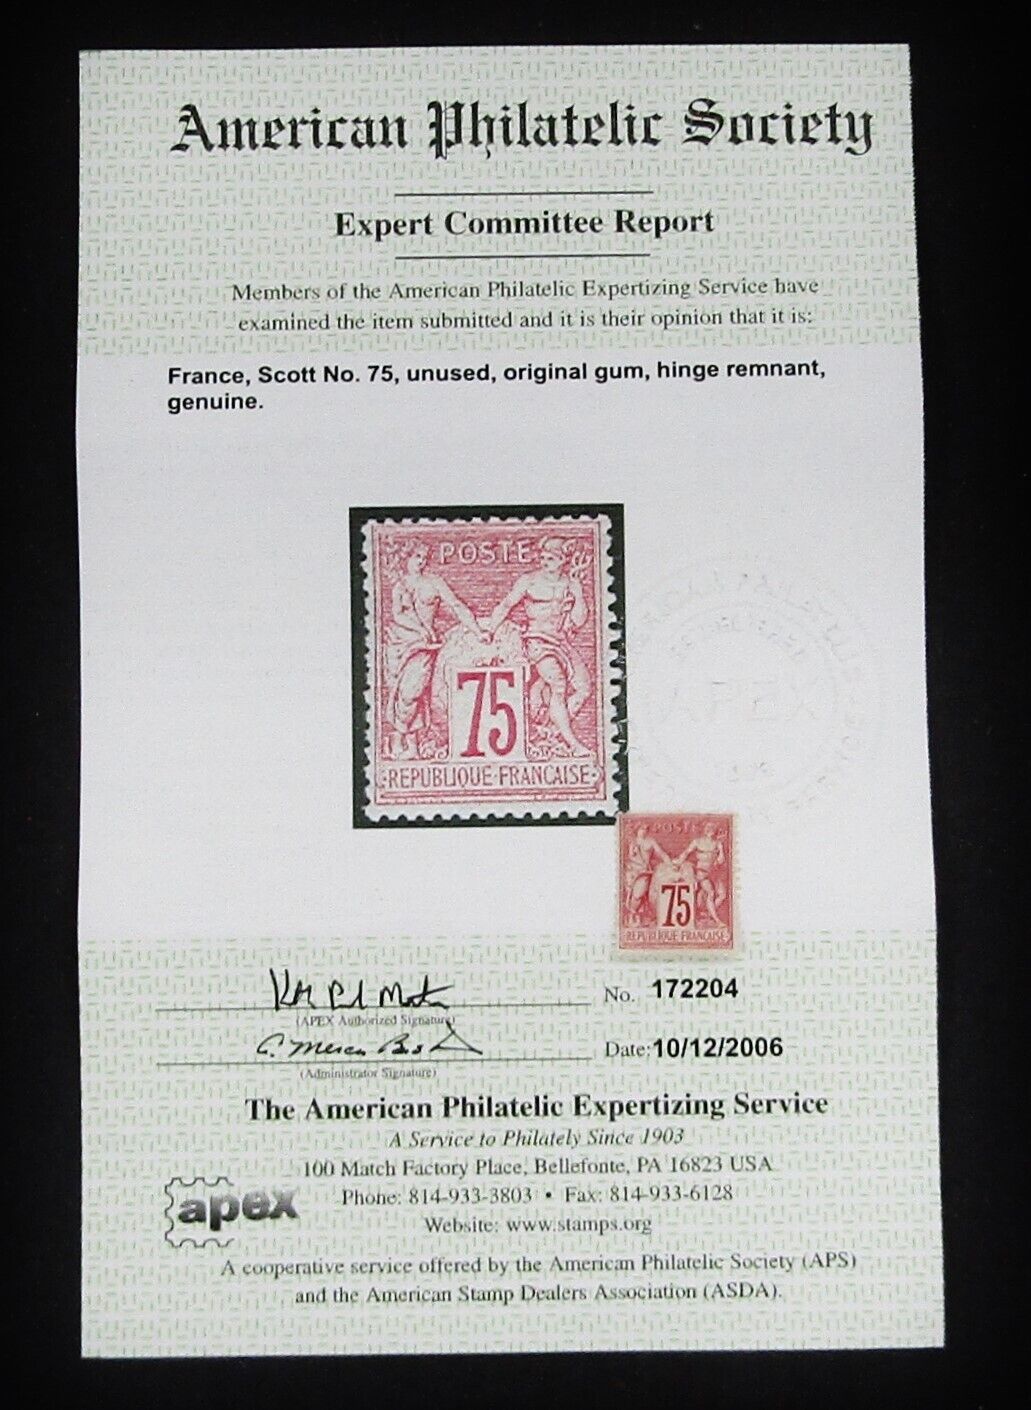 American Philatelic Society
Expert Committee Report
Members of the American Philatelic Expertizing Service have
examined the item submitted and it is their opinion that it is:
France, Scott No. 75, unused, original gum, hinge remnant,
genuine.
POSTE
75
REPUBLIQUE FRANCAISE
POSTE
75
REPUBLIQUE FRANCAISE
No. 172204
(APEX Authorized Signature)
Date: 10/12/2006
(Administrator Signature)
The American Philatelic Expertizing Service
A Service to Philately Since 1903
100 Match Factory Place, Bellefonte, PA 16823 USA
apex
Phone: 814-933-3803 • Fax: 814-933-6128
Website: www.stamps.org
A cooperative service offered by the American Philatelic Society (APS)
and the American Stamp Dealers Association (ASDA).